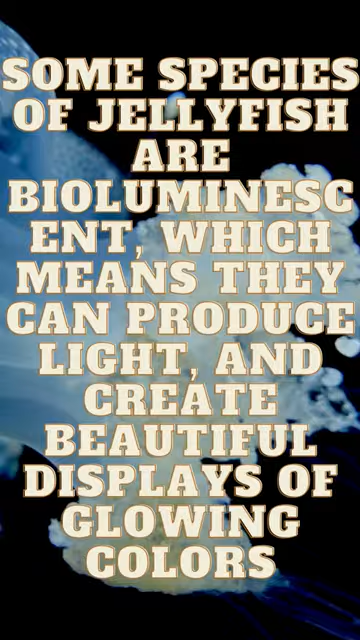 SOME SPECIES
OF JELLYFISH
ARE
BIOLUMINESC
ENT, WHICH
MEANS THEY
CAN PRODUCE
LIGHT, AND
CREATE
BEAUTIFUL
DISPLAYS OF
GLOWING
COLORS